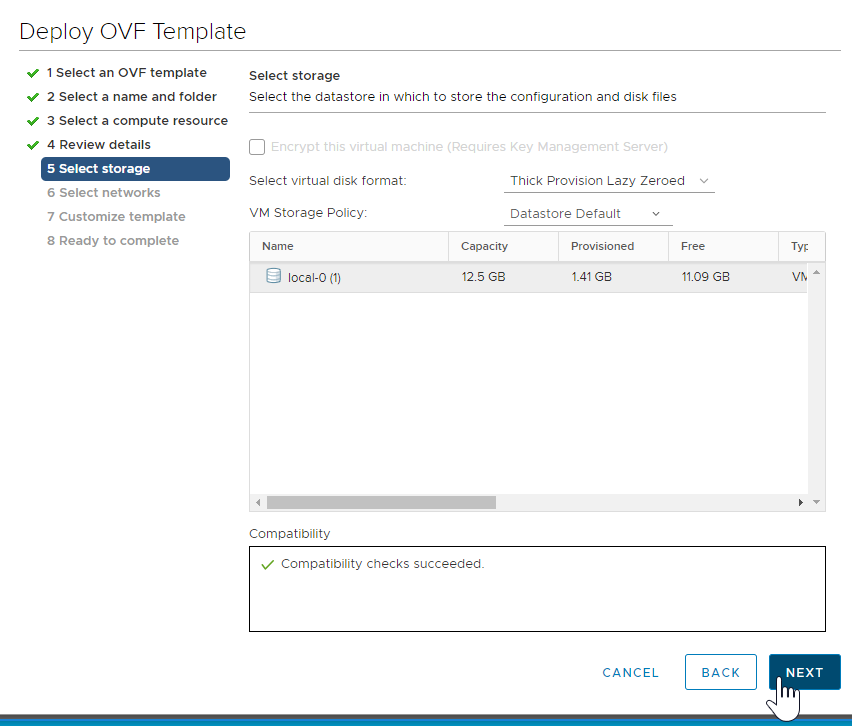 Deploy OVF Template
1 Select an OVF template
2 Select a name and folder
3 Select a compute resource
4 Review details
5 Select storage
6 Select networks
7 Customize template
8 Ready to complete
Select storage
Select the datastore in which to store the configuration and disk files
Encrypt this virtual machine (Requires Key Management Server)
Select virtual disk format: Thick Provision Lazy Zeroed
VM Storage Policy: Datastore Default
Name Capacity Provisioned Free Typ
local-0 (1) 12.5 GB 1.41 GB 11.09 GB VM
Compatibility
Compatibility checks succeeded.
CANCEL BACK NEXT